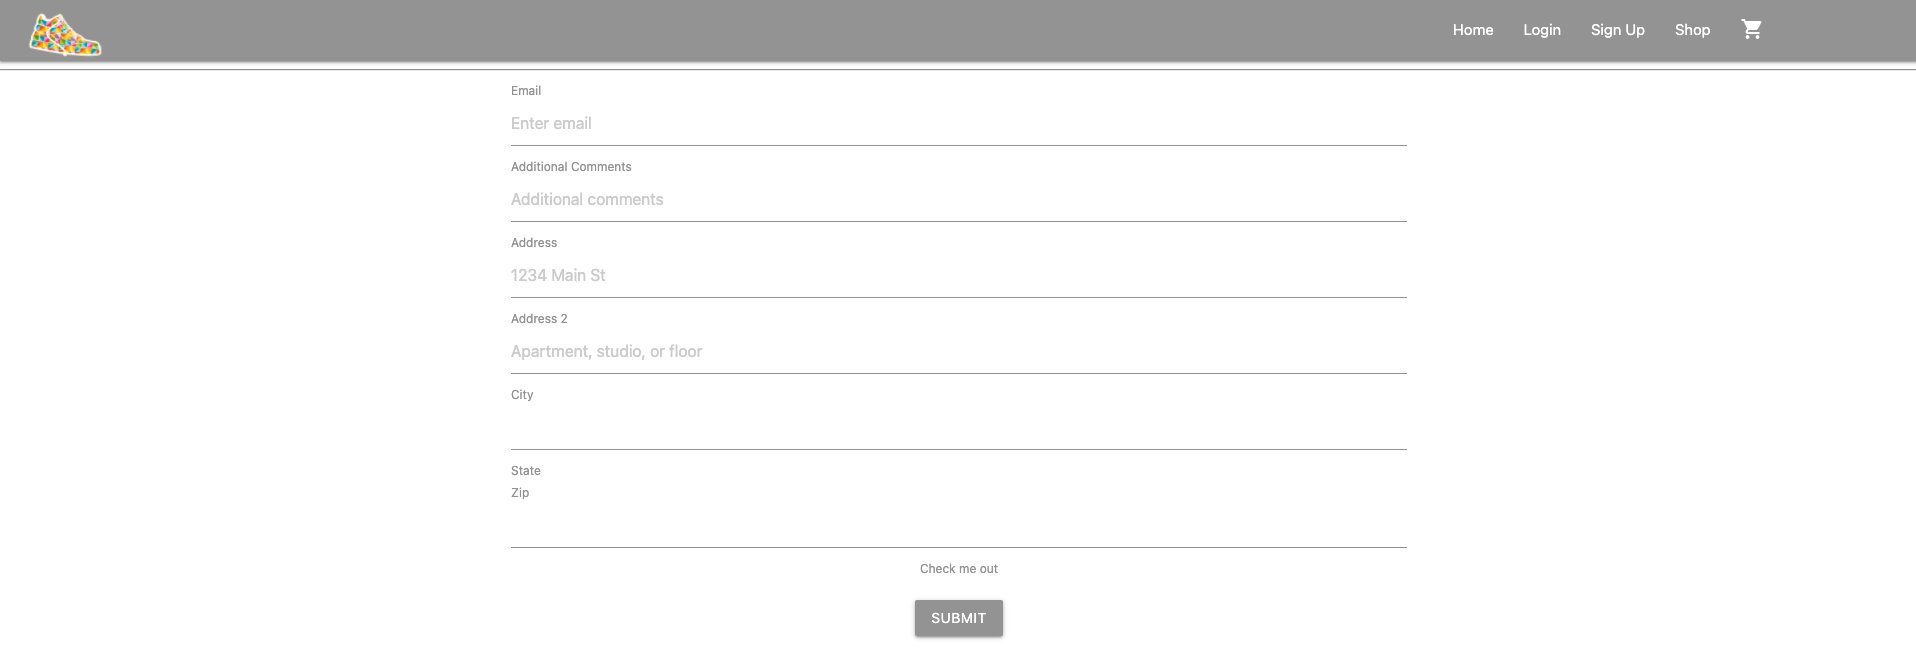 Home Login Sign Up Shop
Email
Enter email
Additional Comments
Additional comments
Address
1234 Main St
Address 2
Apartment, studio, or floor
City
State
Zip
Check me out
SUBMIT